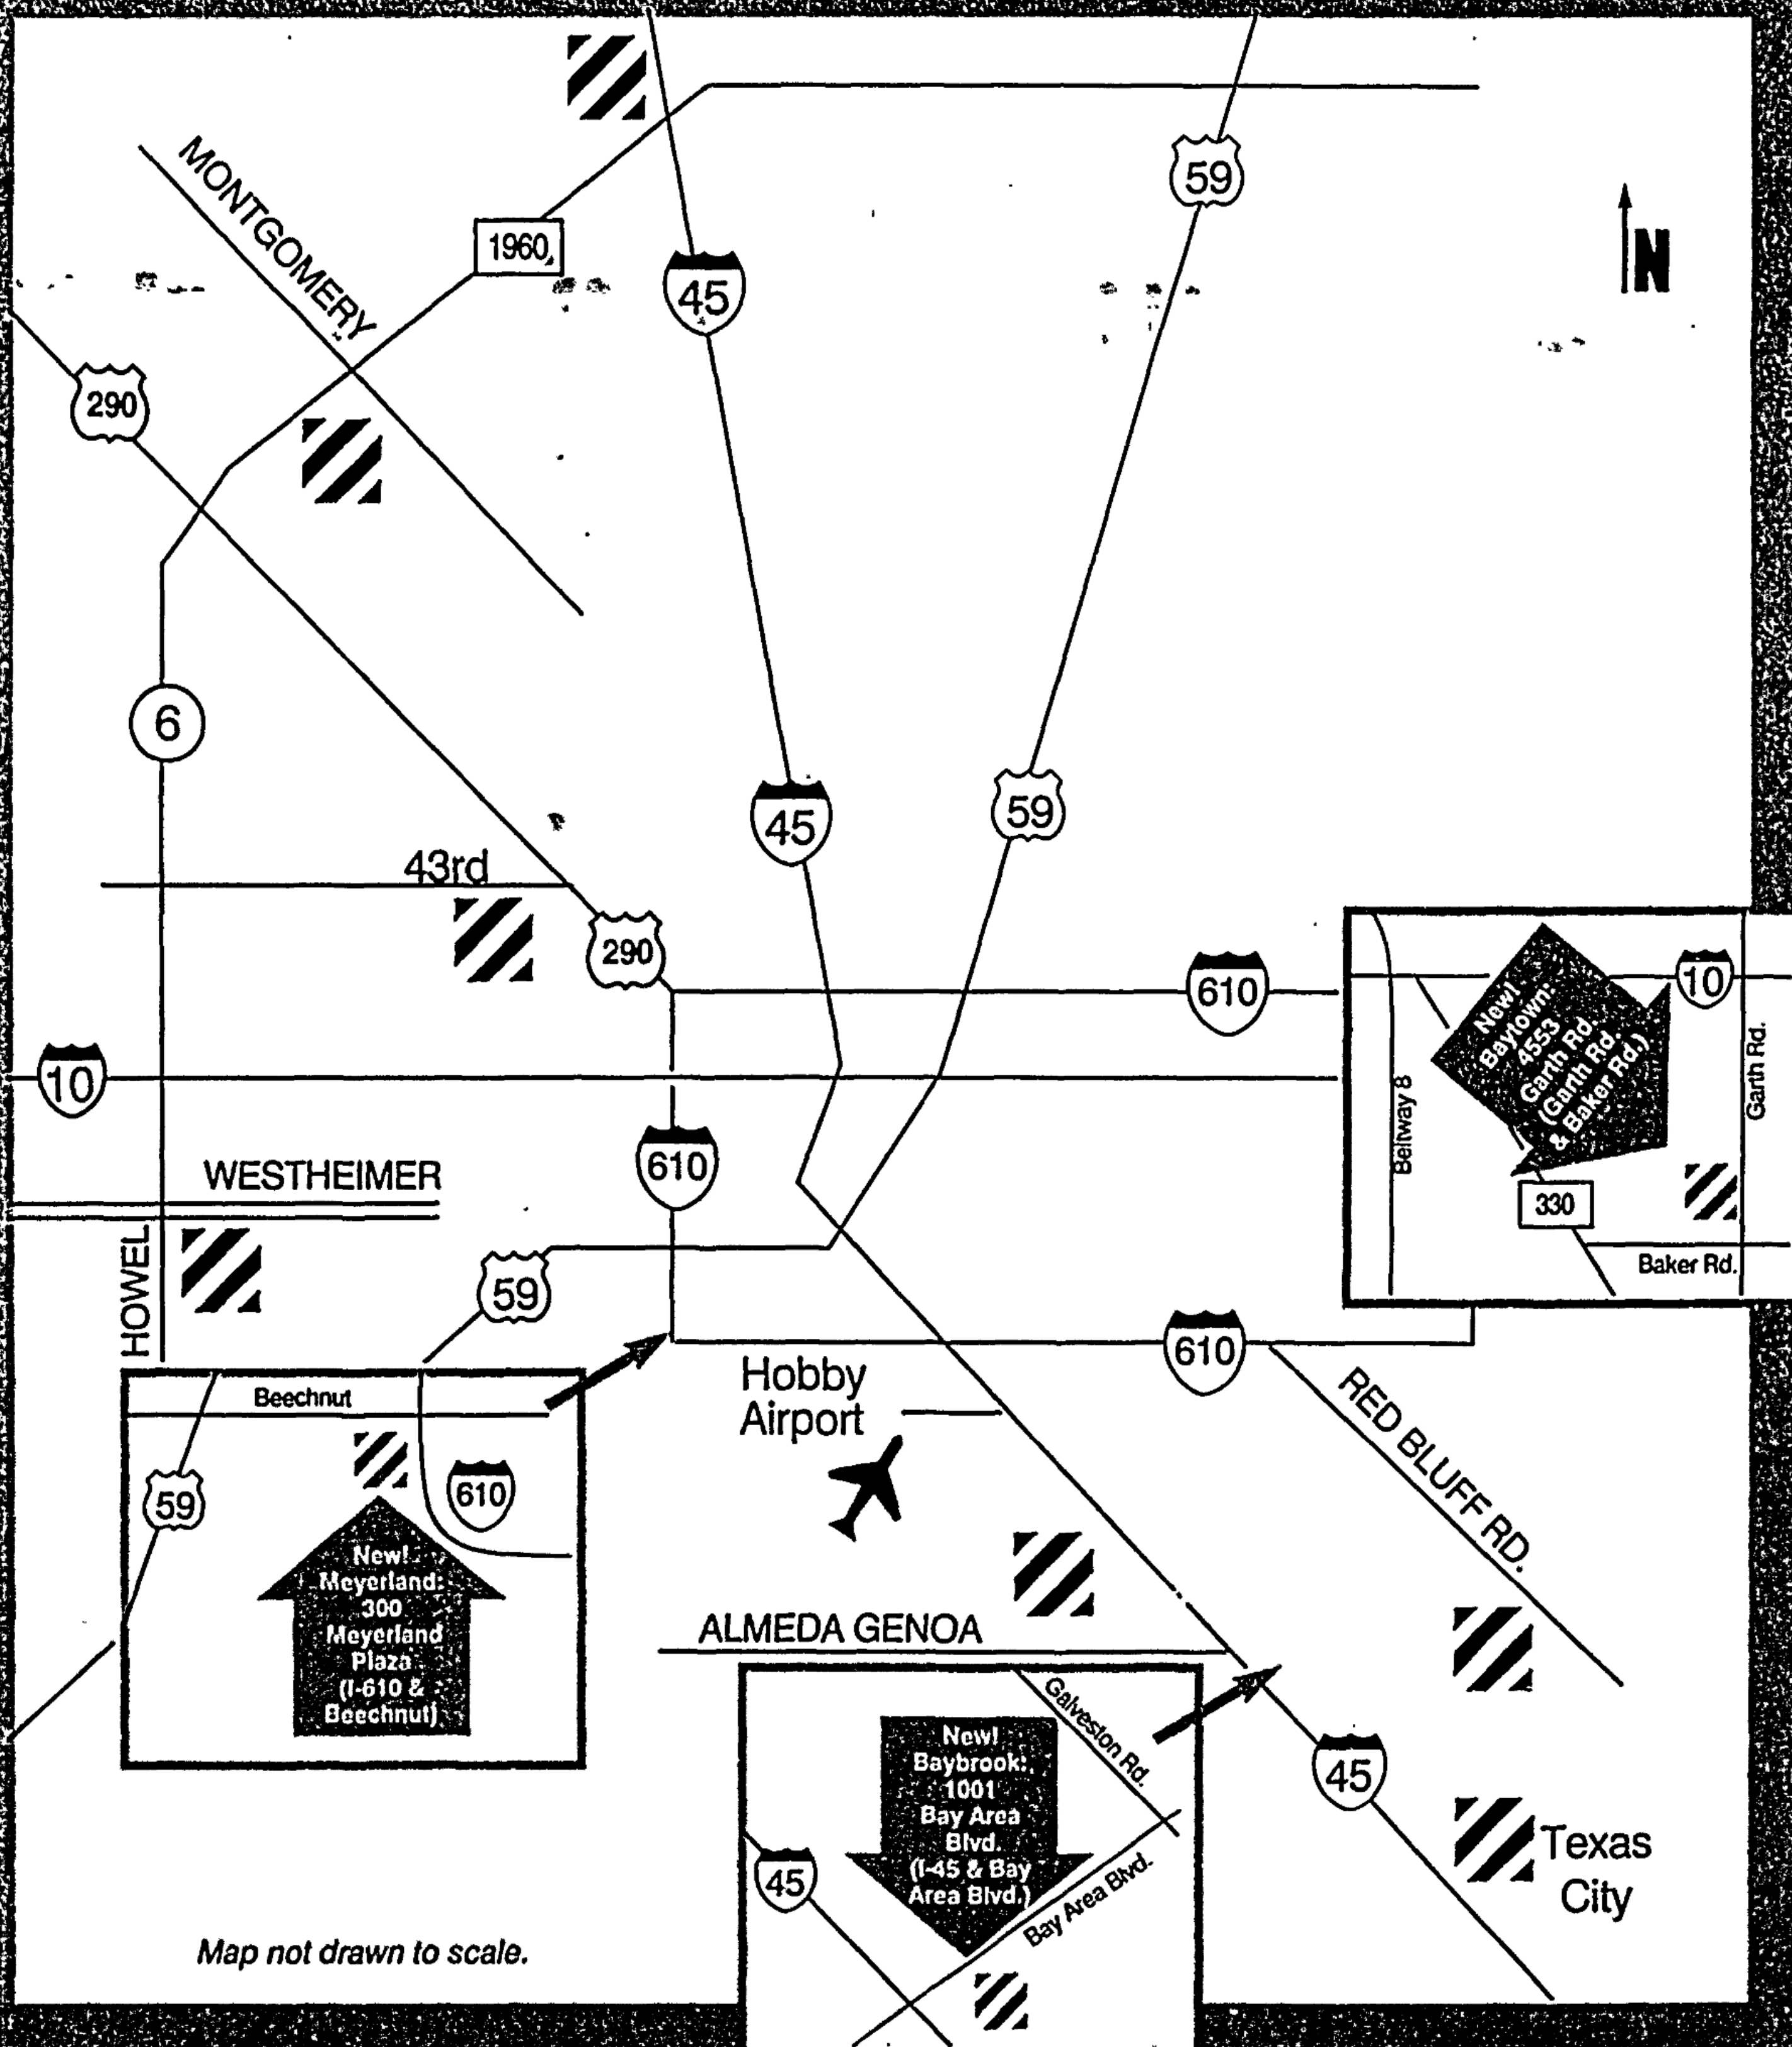 59
MONTGOMERY
1960
N
45
290
6
45
59
43rd
290
610
10
New!
Baytown:
4553
Garth Rd.
(Garth Rd.
& Baker Rd.)
Garth Rd.
10
Beltway 8
610
WESTHEIMER
330
HOWEL
Baker Rd.
59
610
Hobby
Airport
RED BLUFF RD.
Beechnut
59
610
New!
Meyerland:
300
Meyerland
Plaza
(I-610 &
Beechnut)
ALMEDA GENOA
Galveston Rd.
New!
Baybrook:
1001
Bay Area
Blvd.
(I-45 & Bay
Area Blvd.)
45
Bay Area Blvd.
45
Texas
City
Map not drawn to scale.